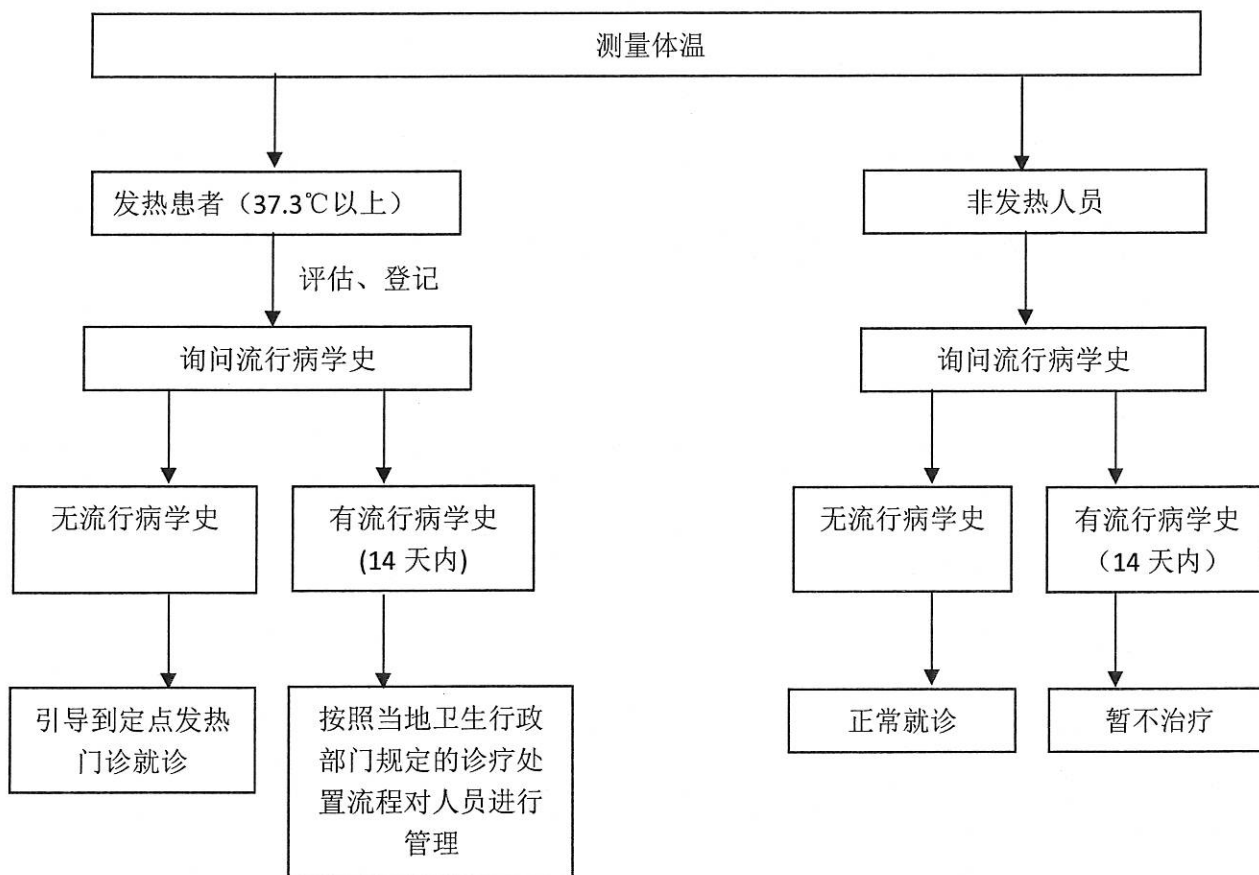 测量体温
发热患者（37.3℃以上）
非发热人员
评估、登记
询问流行病学史
询问流行病学史
无流行病学史
有流行病学史
(14 天内)
无流行病学史
有流行病学史
（14 天内）
引导到定点发热
门诊就诊
按照当地卫生行政
部门规定的诊疗处
置流程对人员进行
管理
正常就诊
暂不治疗